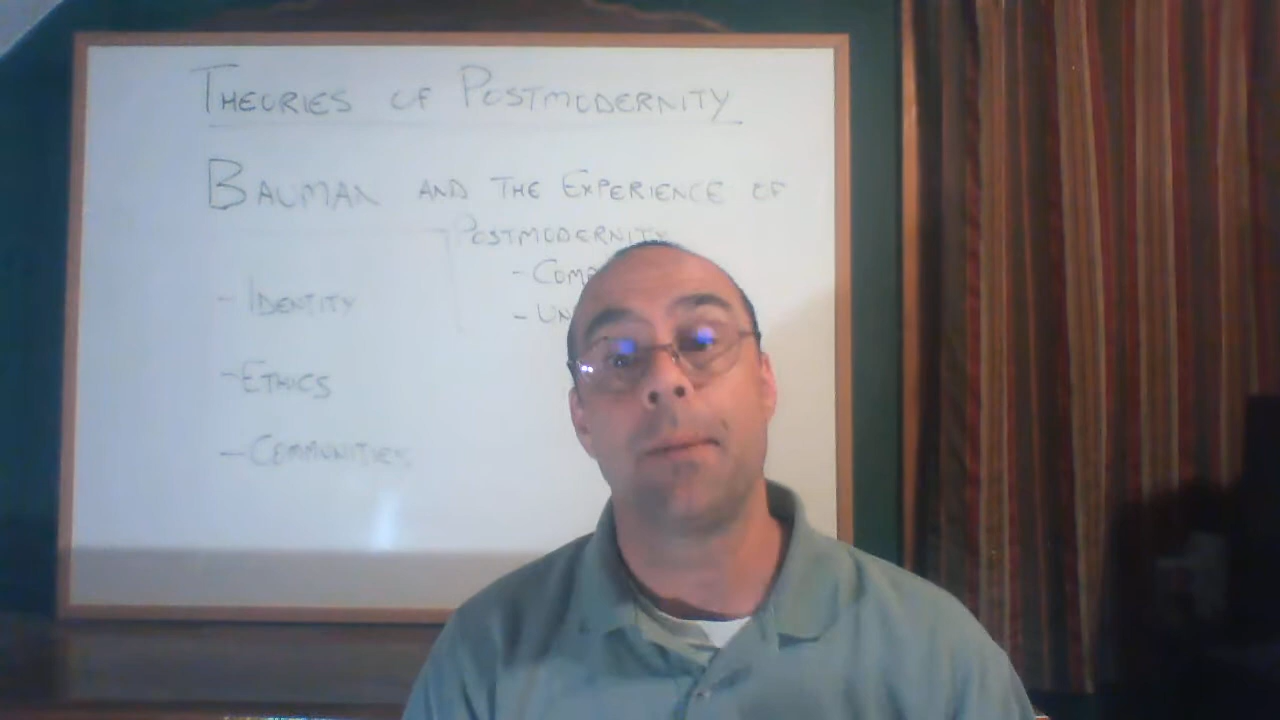 THEORIES OF POSTMODERNITY
BAUMAN AND THE EXPERIENCE OF
POSTMODERNITY
- IDENTITY
- ETHICS
- COMMUNITIES